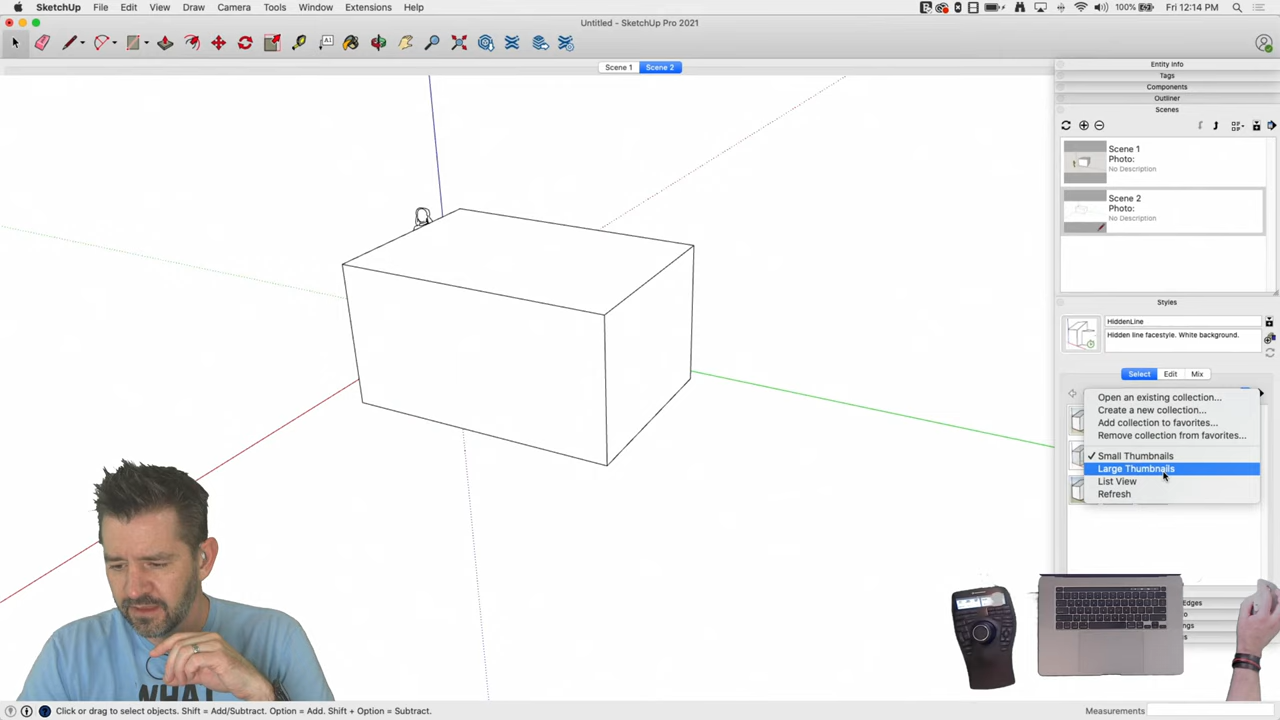 SketchUp File Edit View Draw Camera Tools Window Extensions Help 100% Fri 12:14 PM
Untitled - SketchUp Pro 2021
Scene 1 Scene 2
Entity Info
Tags
Components
Outliner
Scenes
Scene 1
Photo:
No Description
Scene 2
Photo:
No Description
Styles
HiddenLine
Hidden line facestyle. White background.
Select Edit Mix
Open an existing collection...
Create a new collection...
Add collection to favorites...
Remove collection from favorites...
✓ Small Thumbnails
Large Thumbnails
List View
Refresh
Edges
WHAT
Click or drag to select objects. Shift = Add/Subtract. Option = Add. Shift + Option = Subtract.
Measurements